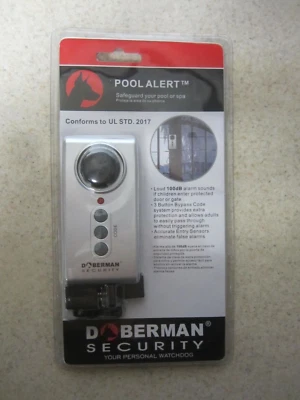 POOL ALERT™
Safeguard your pool or spa
Conforms to UL STD. 2017
• Loud 100dB alarm sounds
if children enter protected
door or gate
• 3 Button Bypass Code
system provides extra
protection and allows adults
to easily pass through
without triggering alarm
• Accurate Entry Sensors
eliminate false alarms
DOBERMAN
SECURITY
DOBERMAN®
SECURITY
YOUR PERSONAL WATCHDOG